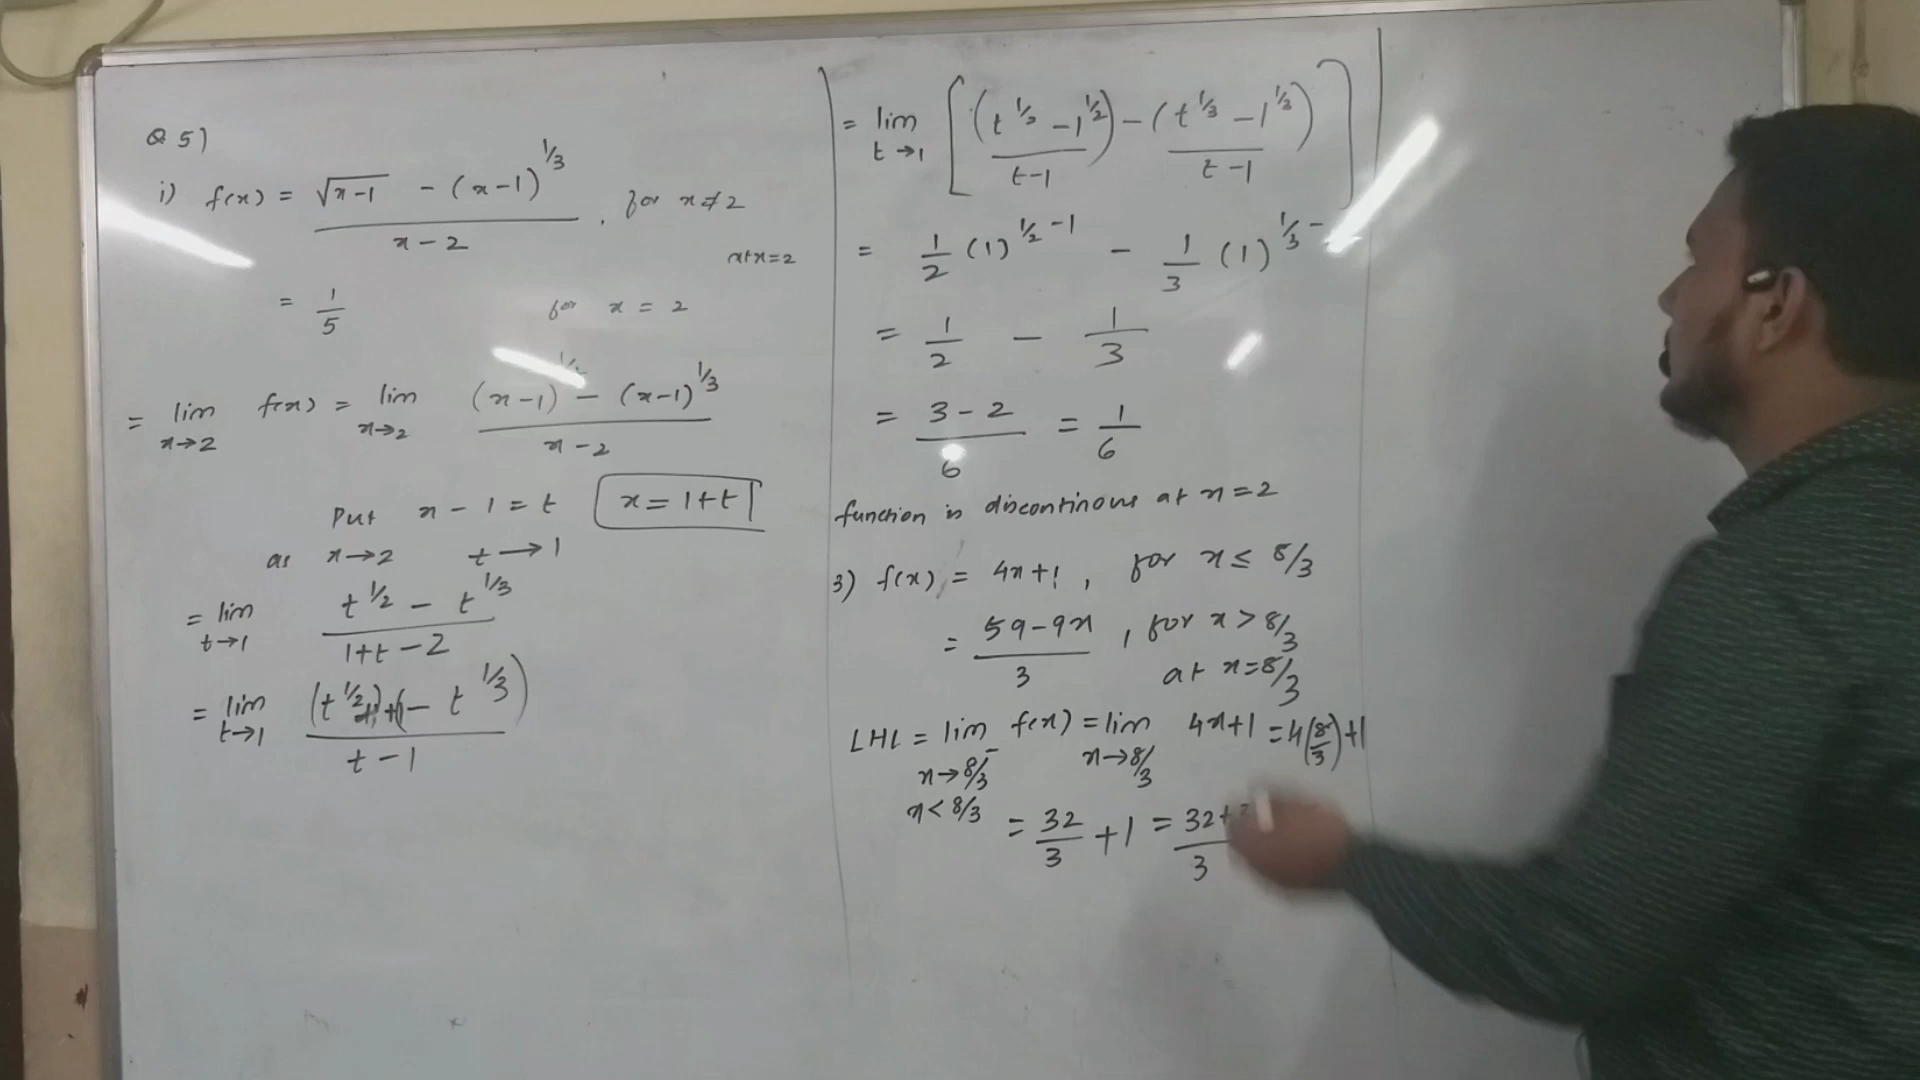 Q 5)
i) f(x) = √x-1 - (x-1)^1/3 / x-2 , for x≠2
at x=2
= 1/5 for x = 2
= lim x→2 f(x) = lim x→2 (x-1)^1/2 - (x-1)^1/3 / x-2
Put x-1 = t x = 1+t
as x→2 t→1
= lim t→1 t^1/2 - t^1/3 / 1+t-2
= lim t→1 (t^1/2 - t^1/3) / t-1
= lim t→1 [(t^1/2 - 1^1/2) / t-1 - (t^1/3 - 1^1/3) / t-1]
= 1/2 (1)^1/2-1 - 1/3 (1)^1/3-
= 1/2 - 1/3
= 3-2 / 6 = 1/6
function is discontinous at x=2
3) f(x) = 4x+1 , for x ≤ 8/3
= 59-9x / 3 , for x > 8/3
at x=8/3
LHL = lim x→8/3^- f(x) = lim x→8/3 4x+1 = 4(8/3)+1
x<8/3
= 32/3 + 1 = 32+ / 3